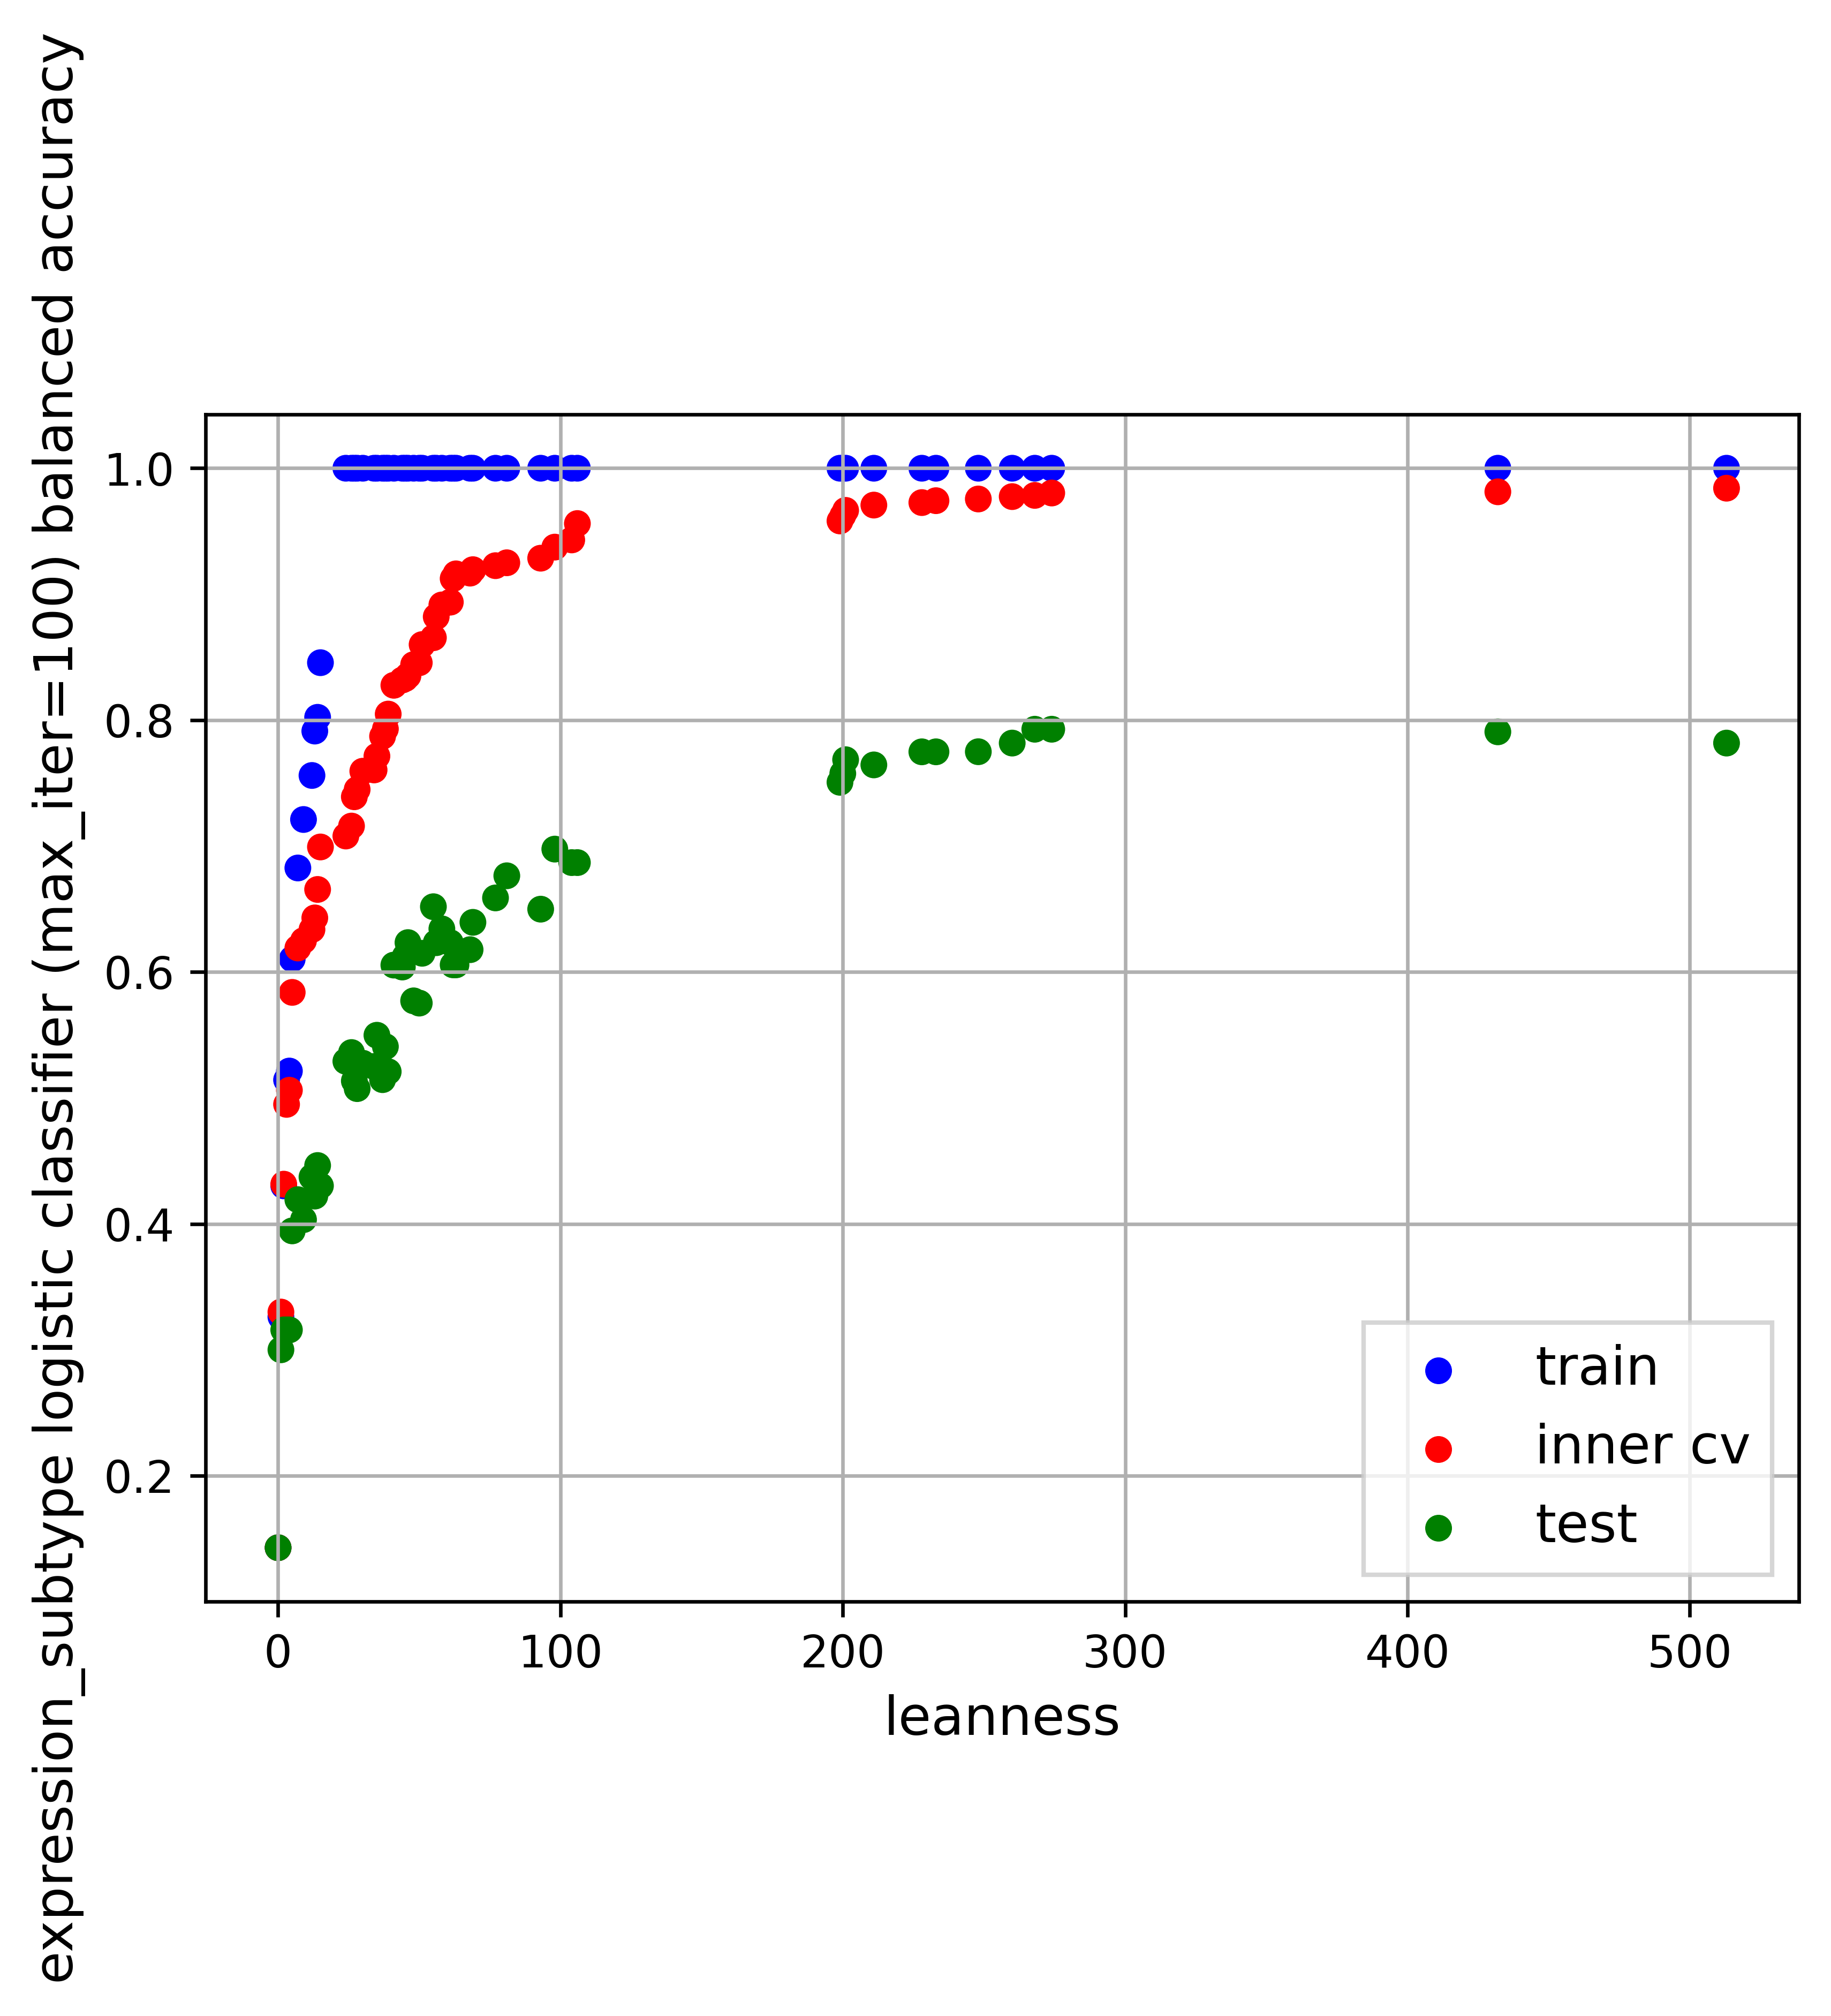 expression_subtype logistic classifier (max_iter=100) balanced accuracy
1.0
0.8
0.6
0.4
0.2
0
100
200
300
400
500
leanness
train
inner cv
test